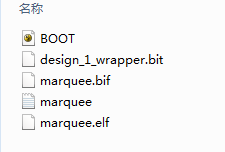 名称
BOOT
design_1_wrapper.bit
marquee.bif
marquee
marquee.elf